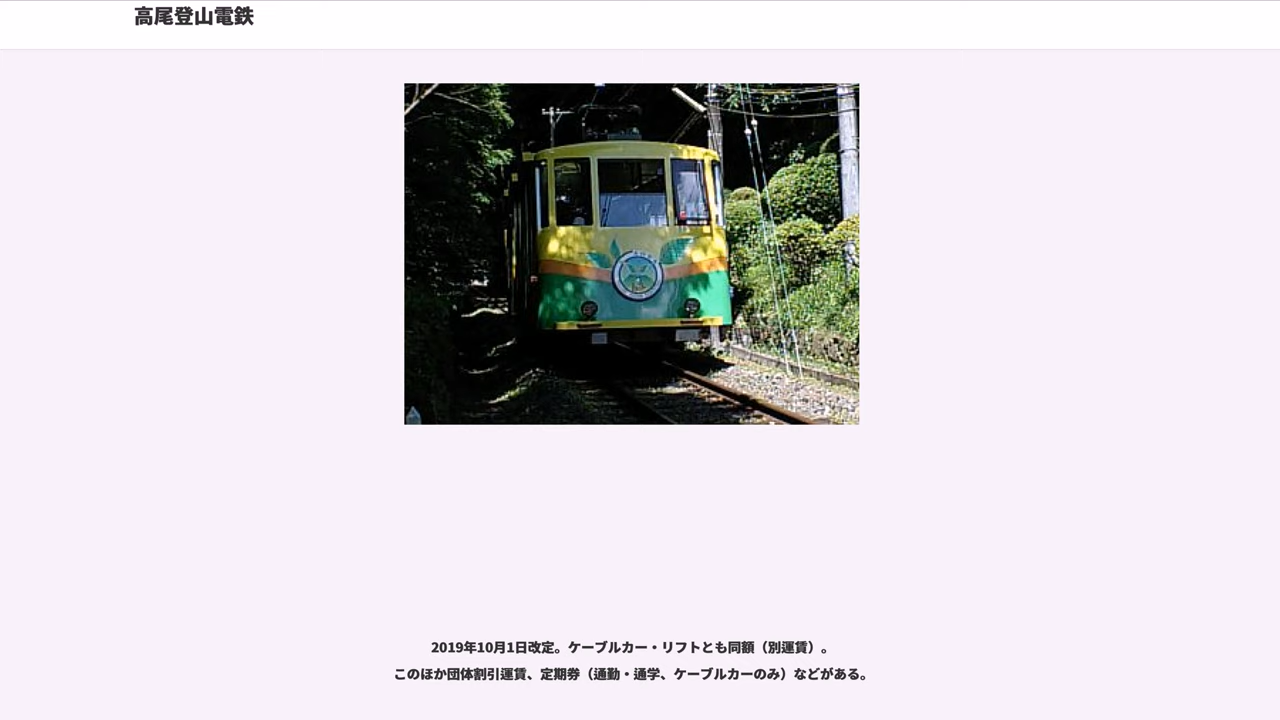 高尾登山電鉄
2019年10月1日改定。ケーブルカー・リフトとも同額（別運賃）。
このほか団体割引運賃、定期券（通勤・通学、ケーブルカーのみ）などがある。